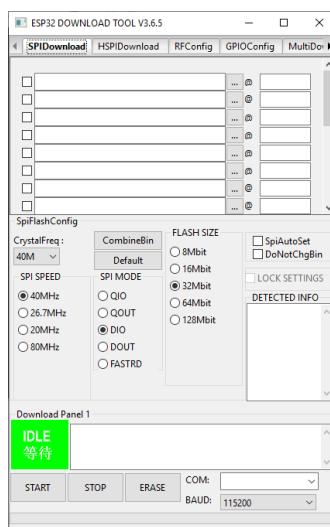 ESP32 DOWNLOAD TOOL V3.6.5
SPIDownload HSPIDownload RFConfig GPIOConfig MultiDo
... @
... @
... @
... @
... @
... @
... @
... @
SpiFlashConfig
CrystalFreq :
40M
CombineBin
Default
SPI SPEED
40MHz
26.7MHz
20MHz
80MHz
SPI MODE
QIO
QOUT
DIO
DOUT
FASTRD
FLASH SIZE
8Mbit
16Mbit
32Mbit
64Mbit
128Mbit
SpiAutoSet
DoNotChgBin
LOCK SETTINGS
DETECTED INFO
Download Panel 1
IDLE
等待
START STOP ERASE
COM:
BAUD: 115200